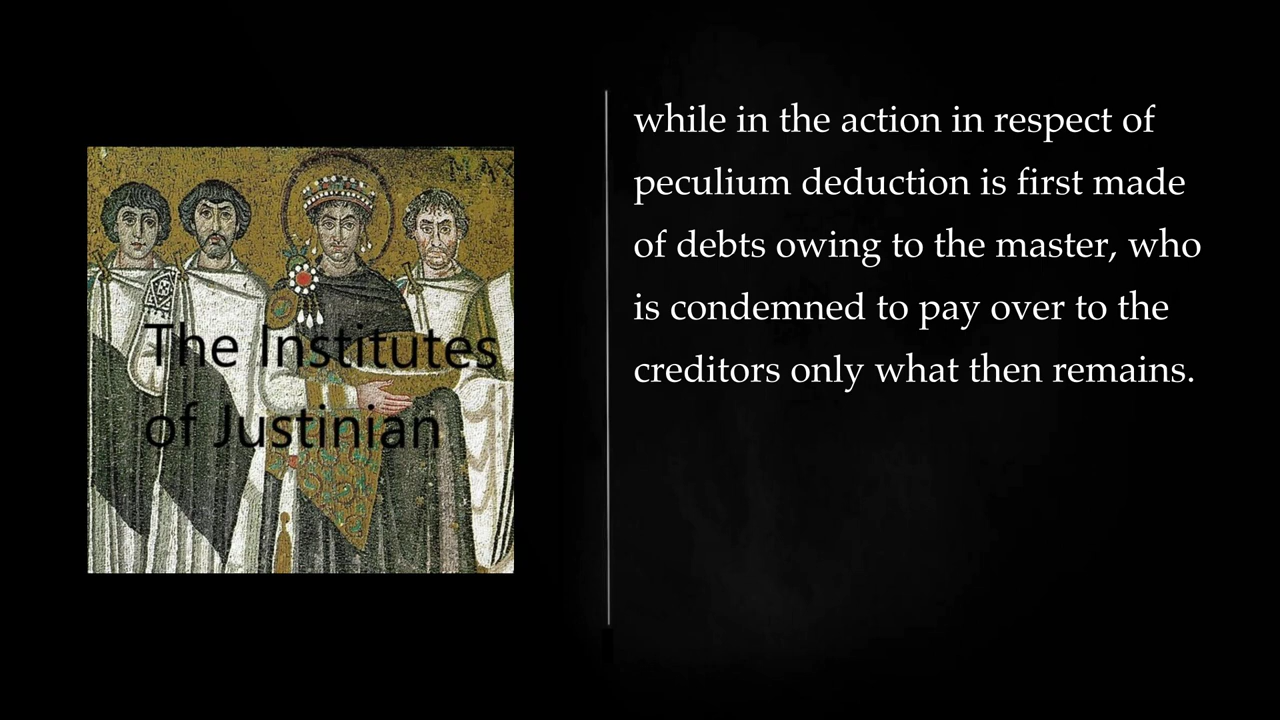 MAX
The Institutes
of Justinian
while in the action in respect of
peculium deduction is first made
of debts owing to the master, who
is condemned to pay over to the
creditors only what then remains.